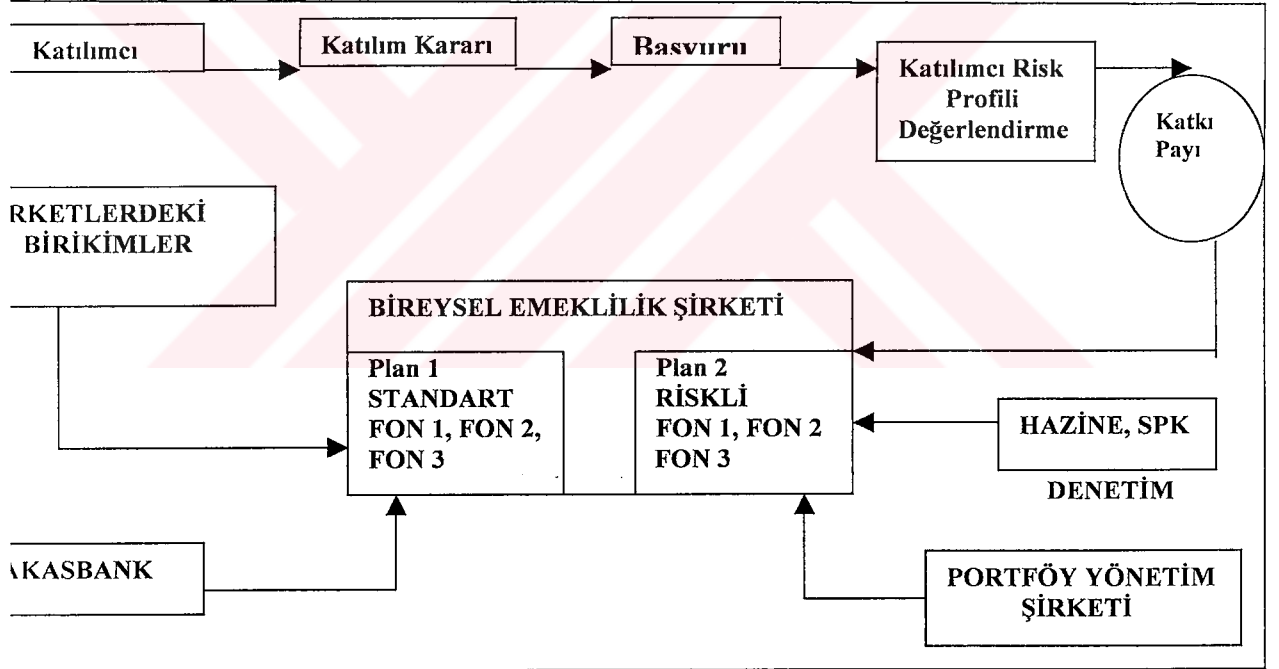 Katılımcı
Katılım Kararı
Başvuru
Katılımcı Risk
Profili
Değerlendirme
Katkı
Payı
RKETLERDEKİ
BİRİKİMLER
BİREYSEL EMEKLİLİK ŞİRKETİ
Plan 1
STANDART
FON 1, FON 2,
FON 3
Plan 2
RİSKLİ
FON 1, FON 2
FON 3
HAZİNE, SPK
DENETİM
AKASBANK
PORTFÖY YÖNETİM
ŞİRKETİ